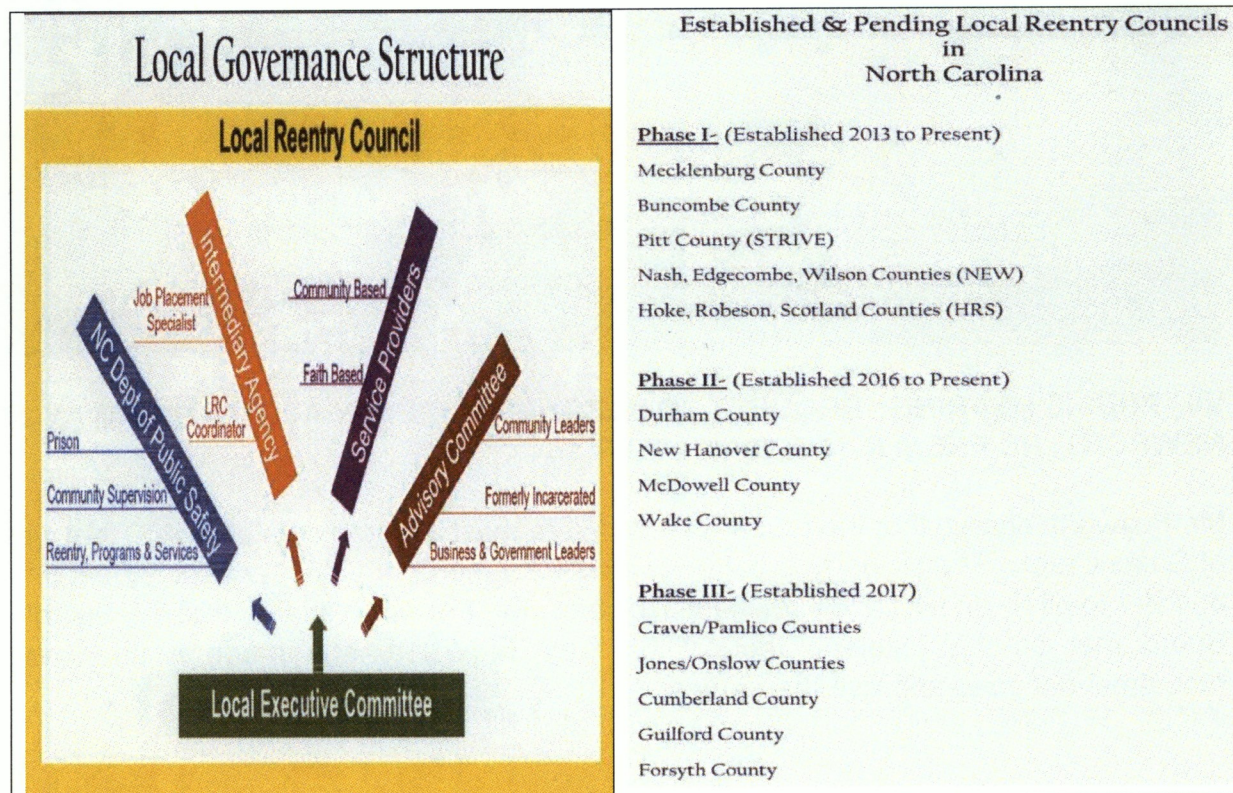 Local Governance Structure
Local Reentry Council
NC Dept of Public Safety
Prison
Community Supervision
Reentry, Programs & Services
Intermediary Agency
Job Placement
Specialist
LRC
Coordinator
Service Providers
Community Based
Faith Based
Advisory Committee
Community Leaders
Formerly Incarcerated
Business & Government Leaders
Local Executive Committee
Established & Pending Local Reentry Councils
in
North Carolina
Phase I- (Established 2013 to Present)
Mecklenburg County
Buncombe County
Pitt County (STRIVE)
Nash, Edgecombe, Wilson Counties (NEW)
Hoke, Robeson, Scotland Counties (HRS)
Phase II- (Established 2016 to Present)
Durham County
New Hanover County
McDowell County
Wake County
Phase III- (Established 2017)
Craven/Pamlico Counties
Jones/Onslow Counties
Cumberland County
Guilford County
Forsyth County